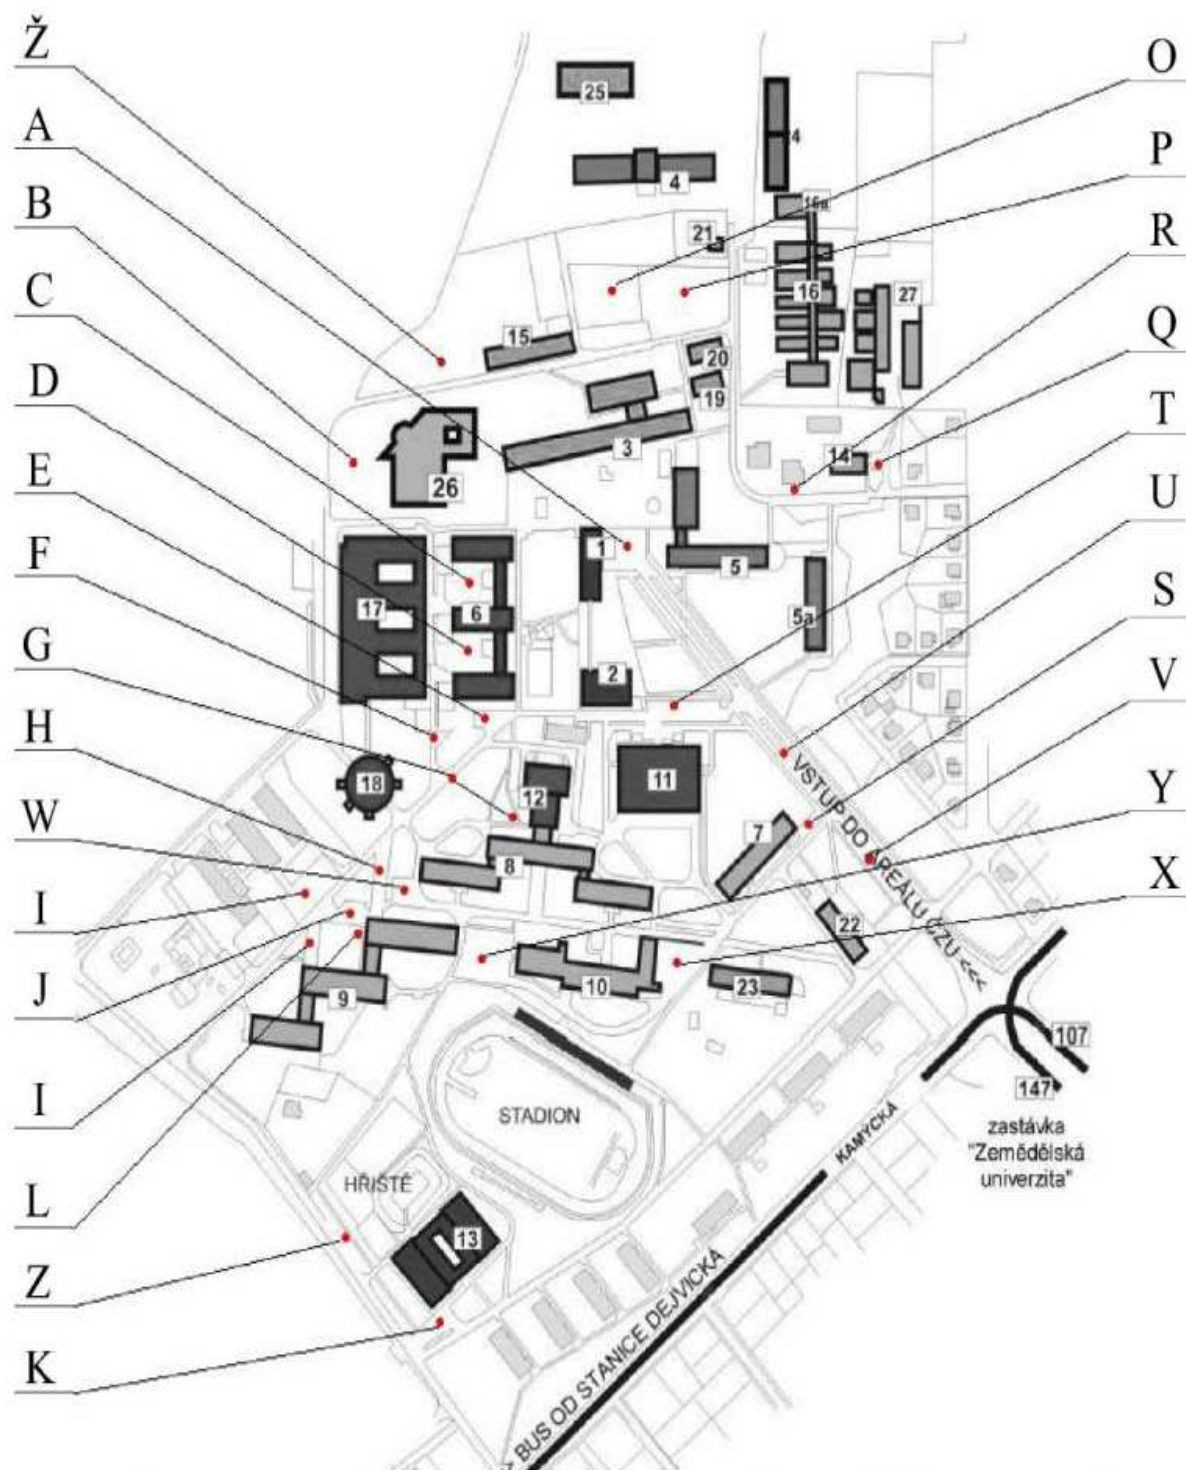 Ž
A
B
C
D
E
F
G
H
W
I
J
I
L
Z
K
O
P
R
Q
T
U
S
V
Y
X
25
4
4
16a
21
16
27
15
20
19
3
14
26
1
5
17
6
5a
2
18
12
11
7
8
22
10
23
9
13
VSTUP DO AREÁLU ČZU <<<
107
147
zastávka
"Zemědělská
univerzita"
STADION
HŘIŠTĚ
KAMÝCKÁ
BUS OD STANICE DEJVICKÁ